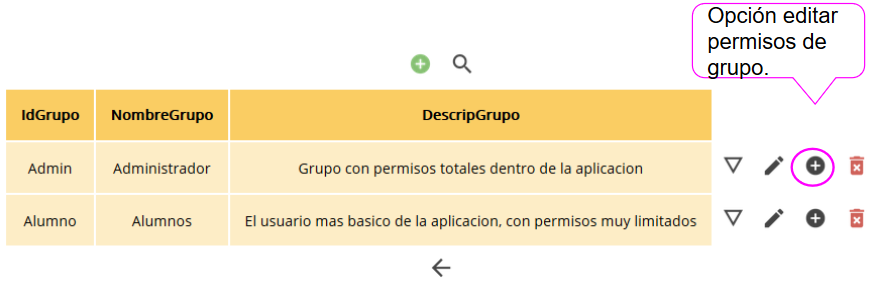 Opción editar
permisos de
grupo.
IdGrupo NombreGrupo DescripGrupo
Admin Administrador Grupo con permisos totales dentro de la aplicacion
Alumno Alumnos El usuario mas basico de la aplicacion, con permisos muy limitados